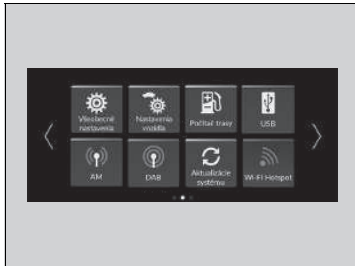 Všeobecné
nastavenia
Nastavenia
vozidla
Počítač trasy
USB
AM
DAB
Aktualizácie
systému
Wi-Fi Hotspot